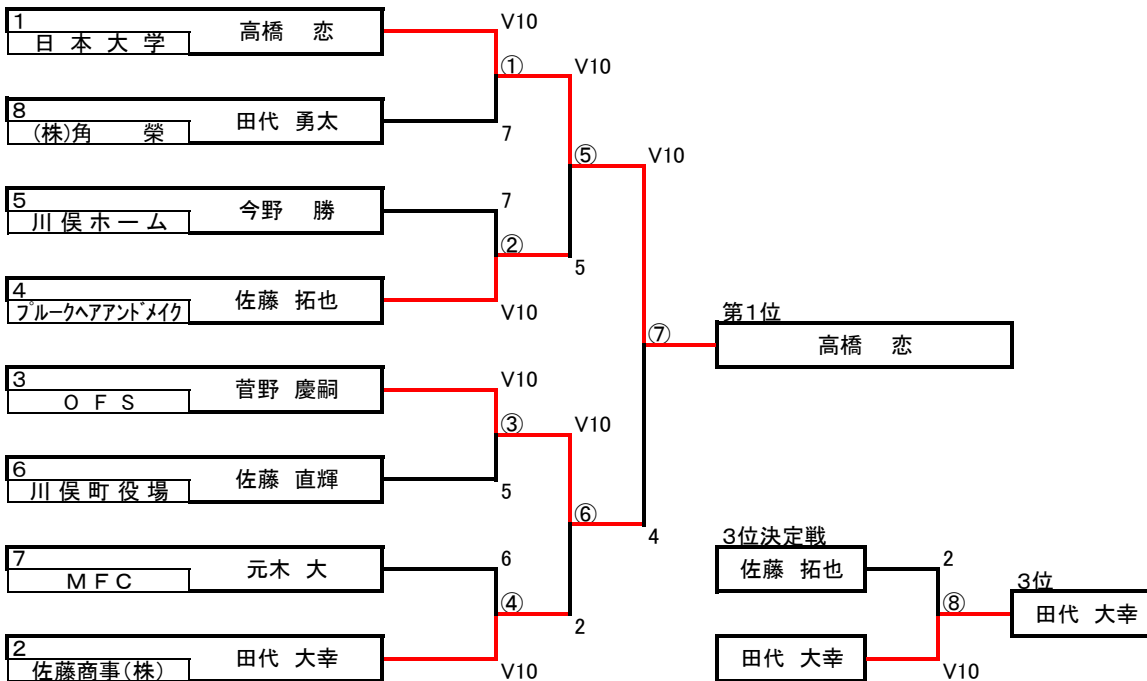 1
日本大学
高橋 恋
V10
①
V10
8
(株)角 榮
田代 勇太
7
⑤
V10
5
川俣ホーム
今野 勝
7
②
5
4
プルークヘアアンドメイク
佐藤 拓也
V10
⑦
第1位
高橋 恋
3
OFS
菅野 慶嗣
V10
③
V10
6
川俣町役場
佐藤 直輝
5
⑥
4
7
MFC
元木 大
6
④
2
2
佐藤商事(株)
田代 大幸
V10
3位決定戦
佐藤 拓也
2
⑧
3位
田代 大幸
田代 大幸
V10